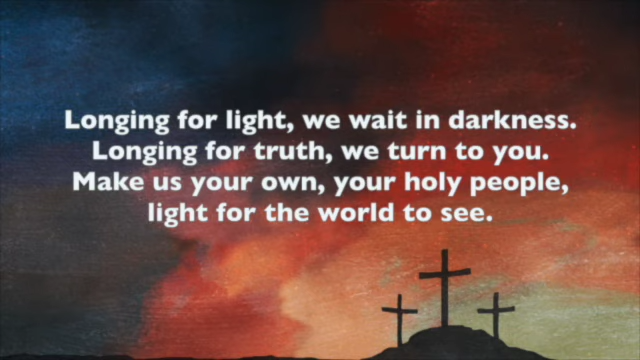 Longing for light, we wait in darkness.
Longing for truth, we turn to you.
Make us your own, your holy people,
light for the world to see.